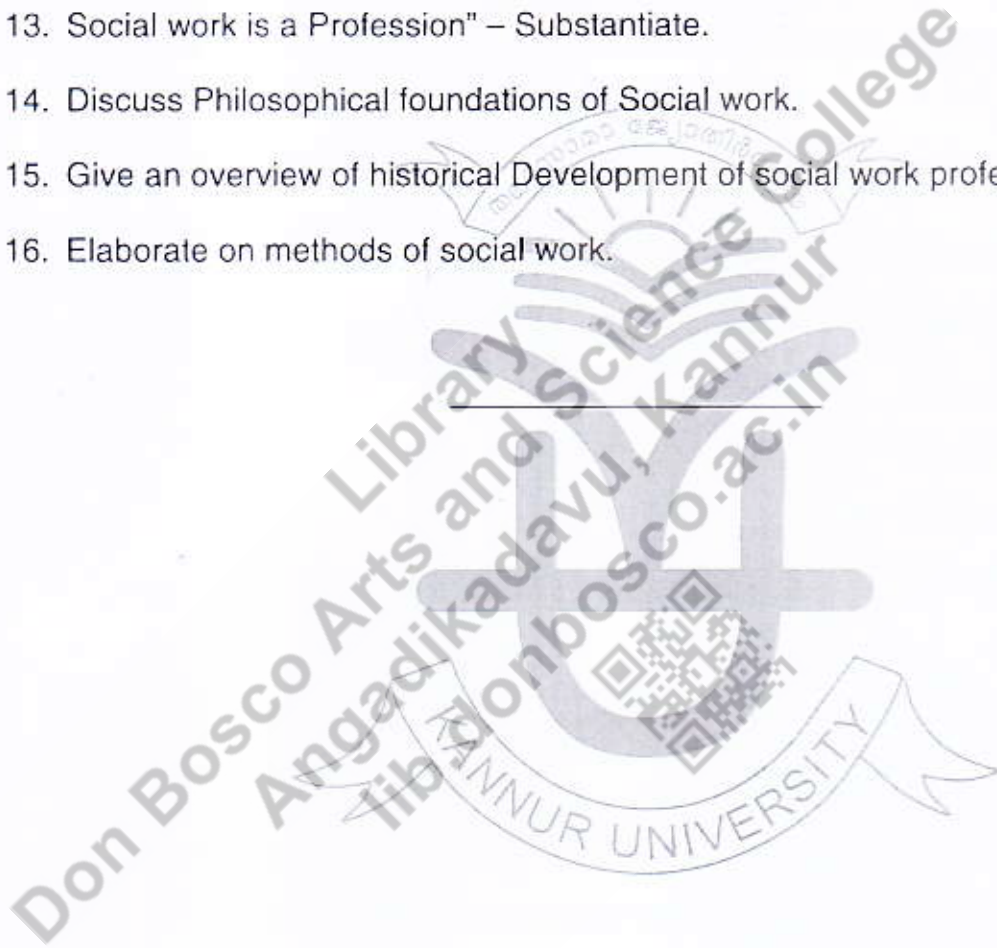 13. Social work is a Profession" – Substantiate.
14. Discuss Philosophical foundations of Social work.
15. Give an overview of historical Development of social work profe
16. Elaborate on methods of social work.
Library
Don Bosco Arts and Science College
Angadikadavu, Kannur
lib.donbosco.ac.in
KANNUR UNIVERSITY